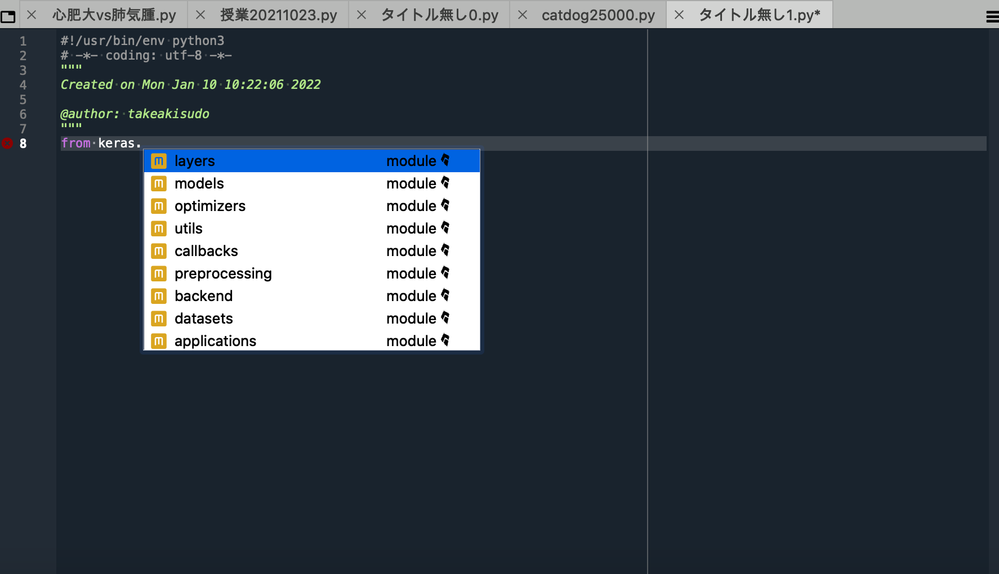 心肥大vs肺気腫.py 授業20211023.py タイトル無し0.py catdog25000.py タイトル無し1.py*
1 #!/usr/bin/env python3
2 # -*- coding: utf-8 -*-
3 """
4 Created on Mon Jan 10 10:22:06 2022
5
6 @author: takeakisudo
7 """
8 from keras.
m layers module
m models module
m optimizers module
m utils module
m callbacks module
m preprocessing module
m backend module
m datasets module
m applications module